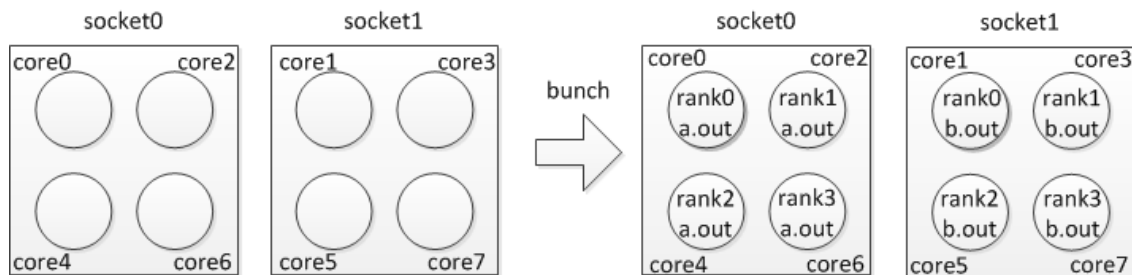 socket0
socket1
socket0
socket1
core0
core2
core1
core3
core4
core6
core5
core7
bunch
core0
core2
rank0
a.out
rank1
a.out
rank2
a.out
rank3
a.out
core4
core6
core1
core3
rank0
b.out
rank1
b.out
rank2
b.out
rank3
b.out
core5
core7